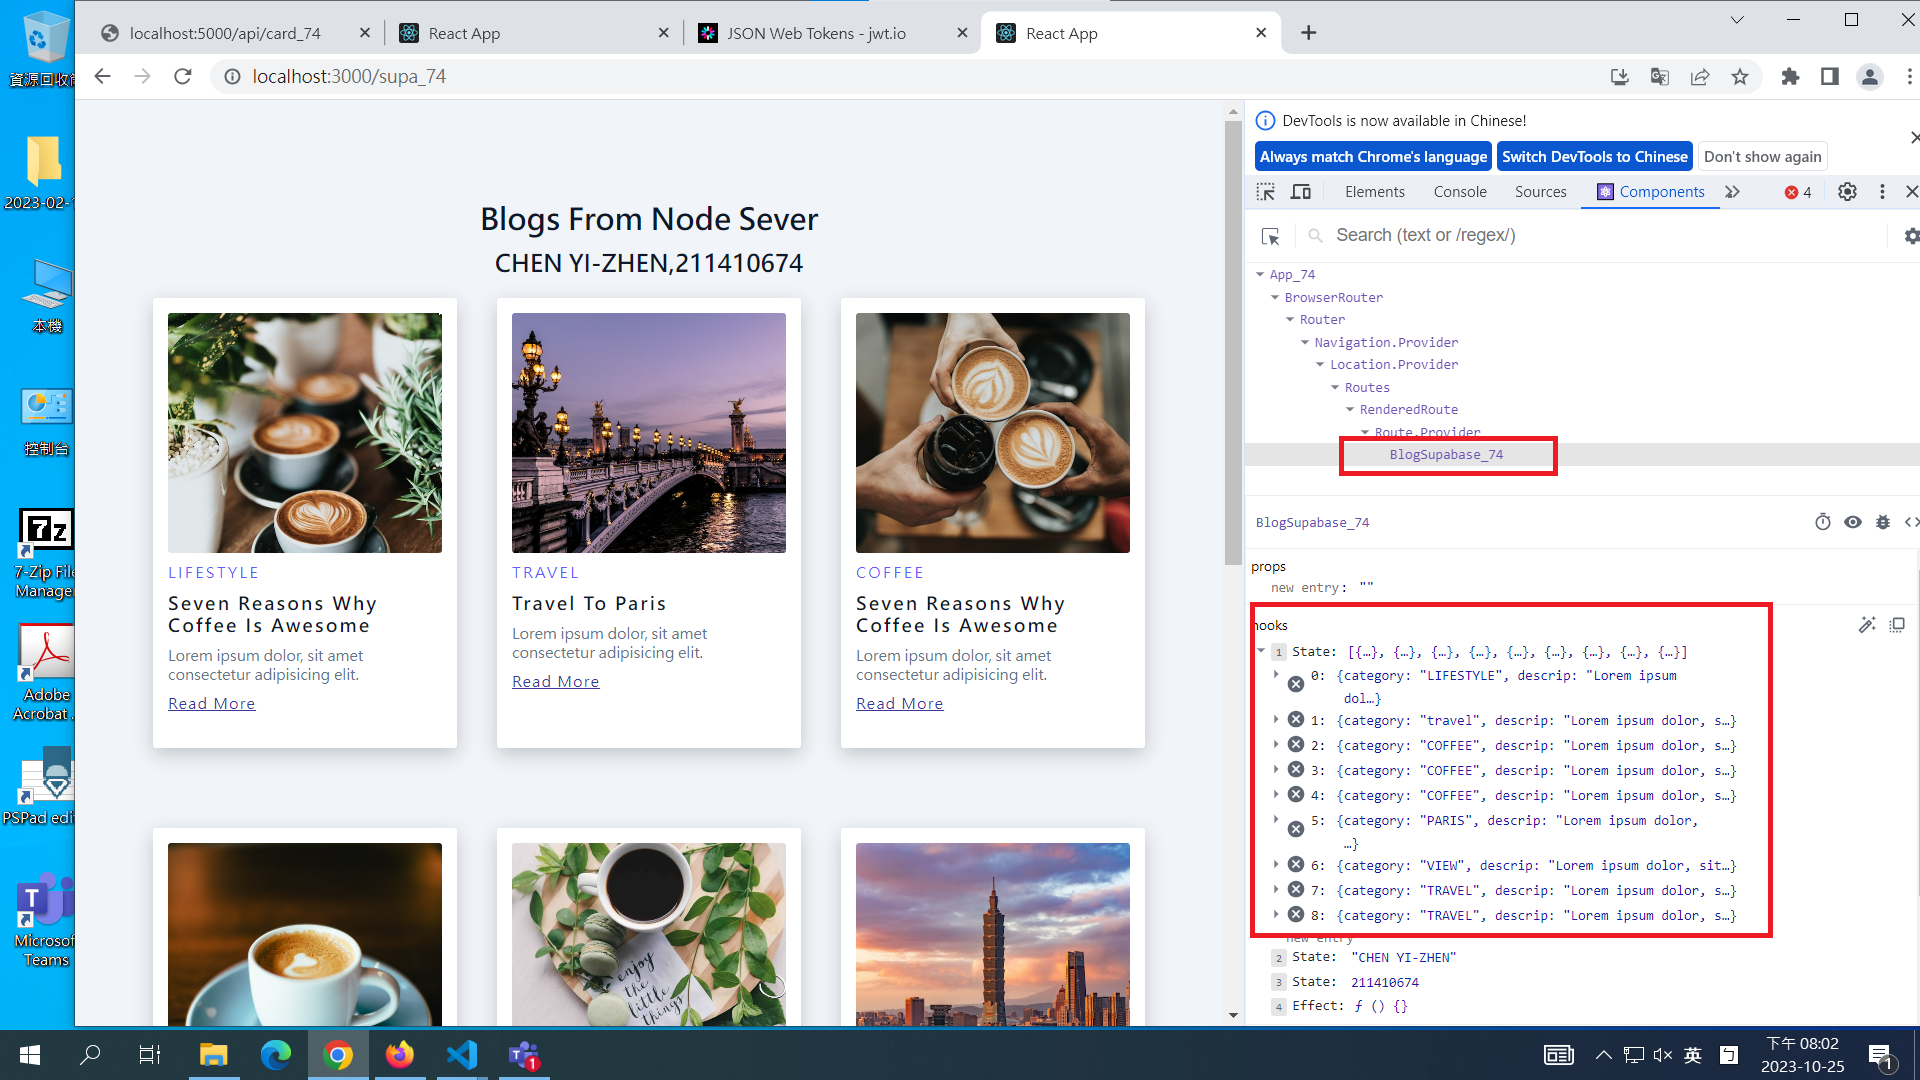 localhost:5000/api/card_74
React App
JSON Web Tokens - jwt.io
React App
localhost:3000/supa_74
資源回收筒
2023-02-1
本機
控制台
7-Zip File
Manager
Adobe
Acrobat
PSPad edit
Microsoft
Teams
Blogs From Node Sever
CHEN YI-ZHEN,211410674
LIFESTYLE
Seven Reasons Why
Coffee Is Awesome
Lorem ipsum dolor, sit amet
consectetur adipisicing elit.
Read More
TRAVEL
Travel To Paris
Lorem ipsum dolor, sit amet
consectetur adipisicing elit.
Read More
COFFEE
Seven Reasons Why
Coffee Is Awesome
Lorem ipsum dolor, sit amet
consectetur adipisicing elit.
Read More
enjoy
the
little
things
DevTools is now available in Chinese!
Always match Chrome's language
Switch DevTools to Chinese
Don't show again
Elements
Console
Sources
Components
4
Search (text or /regex/)
App_74
BrowserRouter
Router
Navigation.Provider
Location.Provider
Routes
RenderedRoute
Route.Provider
BlogSupabase_74
BlogSupabase_74
props
new entry: ""
hooks
1 State: [{…}, {…}, {…}, {…}, {…}, {…}, {…}, {…}, {…}]
0: {category: "LIFESTYLE", descrip: "Lorem ipsum
dol…}
1: {category: "travel", descrip: "Lorem ipsum dolor, s…}
2: {category: "COFFEE", descrip: "Lorem ipsum dolor, s…}
3: {category: "COFFEE", descrip: "Lorem ipsum dolor, s…}
4: {category: "COFFEE", descrip: "Lorem ipsum dolor, s…}
5: {category: "PARIS", descrip: "Lorem ipsum dolor,
…}
6: {category: "VIEW", descrip: "Lorem ipsum dolor, sit…}
7: {category: "TRAVEL", descrip: "Lorem ipsum dolor, s…}
8: {category: "TRAVEL", descrip: "Lorem ipsum dolor, s…}
new entry
2 State: "CHEN YI-ZHEN"
3 State: 211410674
4 Effect: ƒ () {}
1
英
ㄅ
下午 08:02
2023-10-25
1